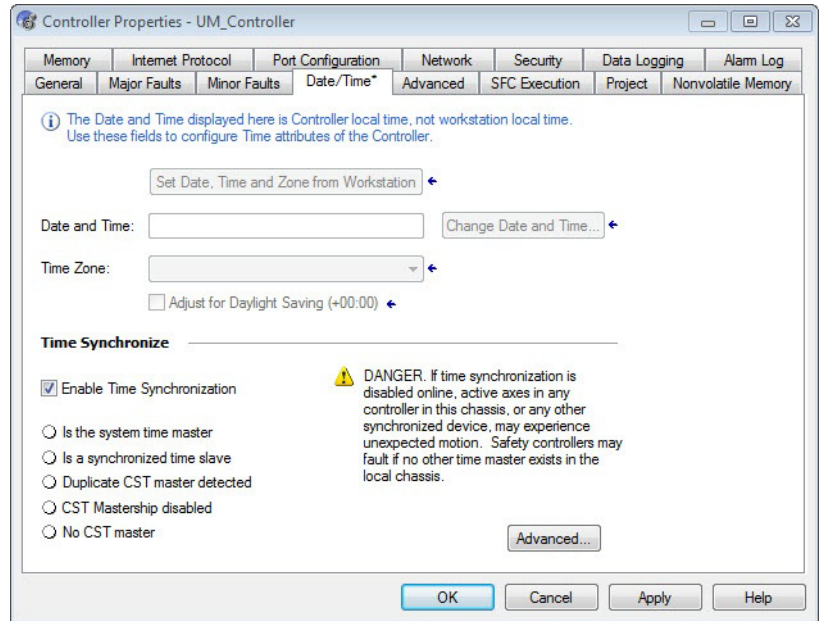 Controller Properties - UM_Controller
Memory Internet Protocol Port Configuration Network Security Data Logging Alarm Log
General Major Faults Minor Faults Date/Time* Advanced SFC Execution Project Nonvolatile Memory
The Date and Time displayed here is Controller local time, not workstation local time.
Use these fields to configure Time attributes of the Controller.
Set Date, Time and Zone from Workstation
Date and Time: Change Date and Time...
Time Zone:
Adjust for Daylight Saving (+00:00)
Time Synchronize
Enable Time Synchronization
Is the system time master
Is a synchronized time slave
Duplicate CST master detected
CST Mastership disabled
No CST master
DANGER. If time synchronization is
disabled online, active axes in any
controller in this chassis, or any other
synchronized device, may experience
unexpected motion. Safety controllers may
fault if no other time master exists in the
local chassis.
Advanced...
OK Cancel Apply Help